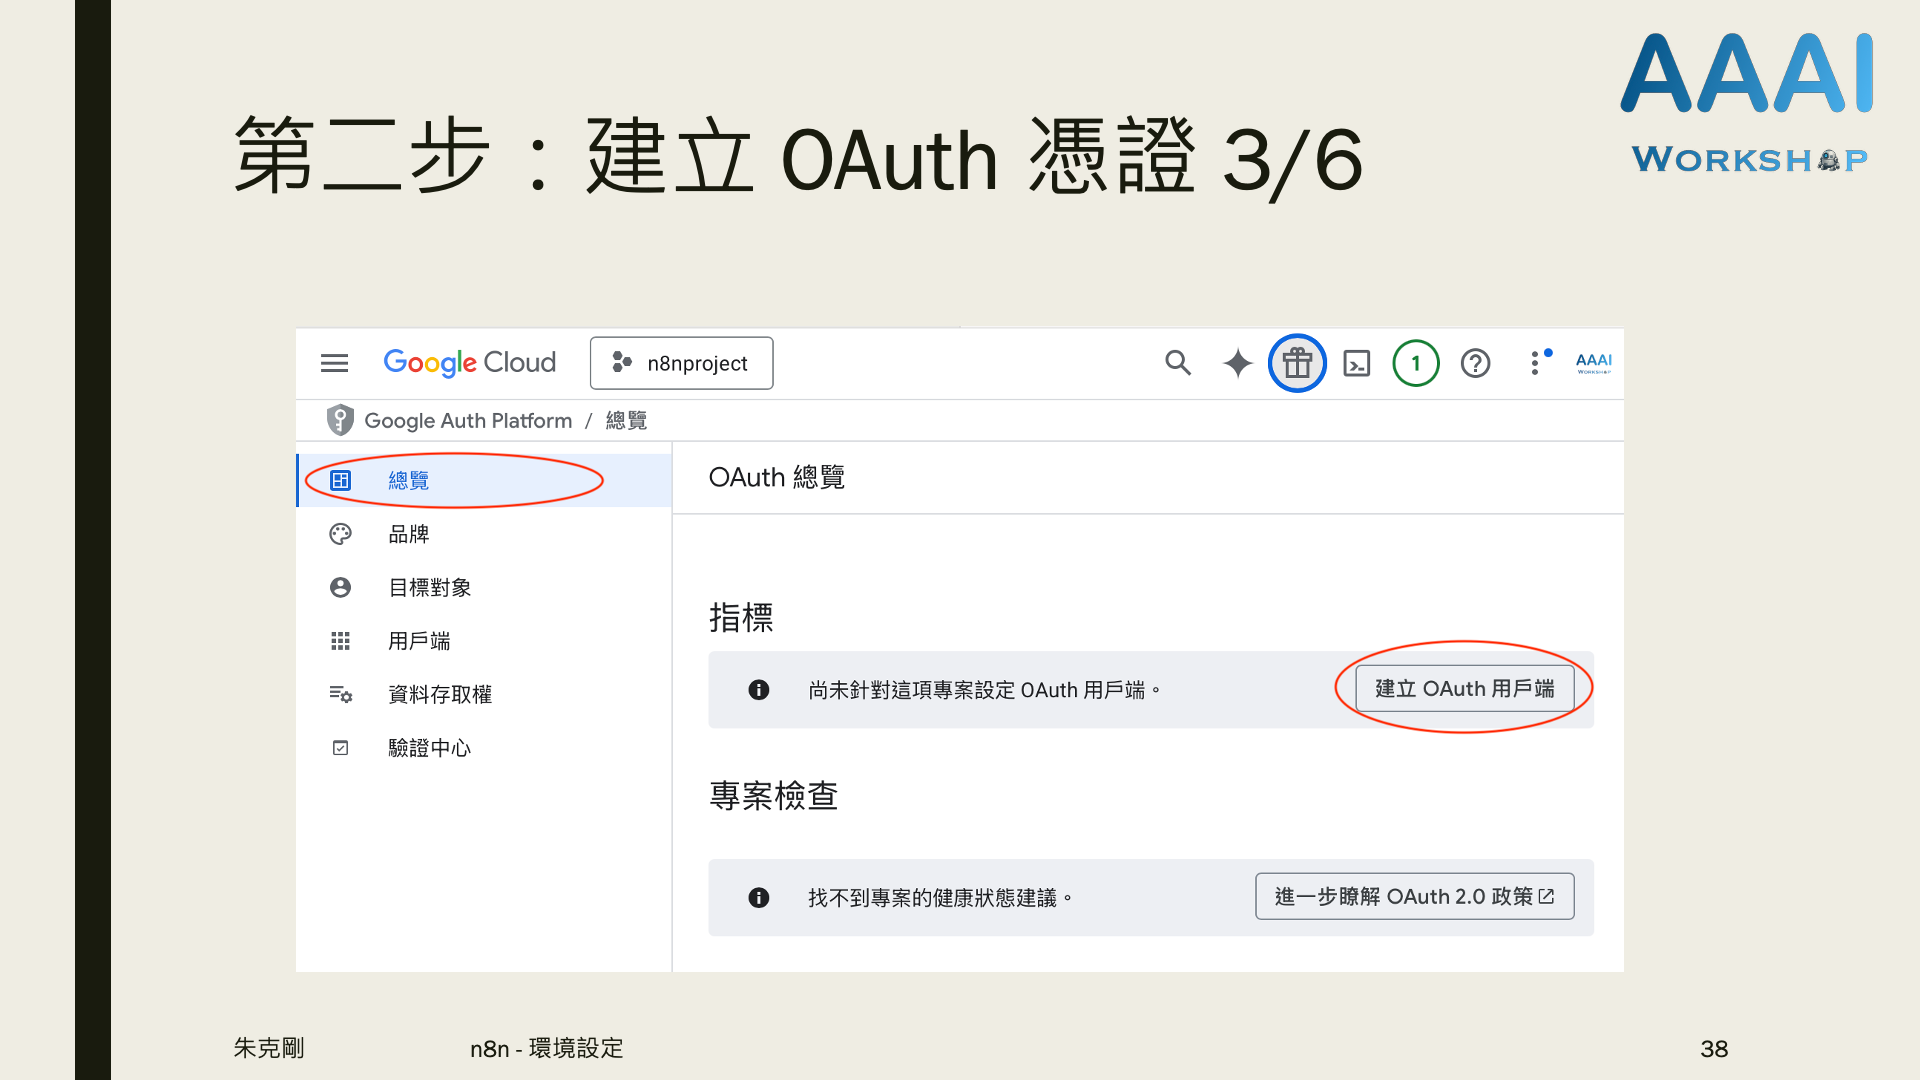 AAAI
WORKSHOP
第二步：建立 OAuth 憑證 3/6
Google Cloud
n8nproject
1
AAAI
WORKSHOP
Google Auth Platform / 總覽
總覽
品牌
目標對象
用戶端
資料存取權
驗證中心
OAuth 總覽
指標
尚未針對這項專案設定 OAuth 用戶端。
建立 OAuth 用戶端
專案檢查
找不到專案的健康狀態建議。
進一步瞭解 OAuth 2.0 政策
朱克剛
n8n - 環境設定
38